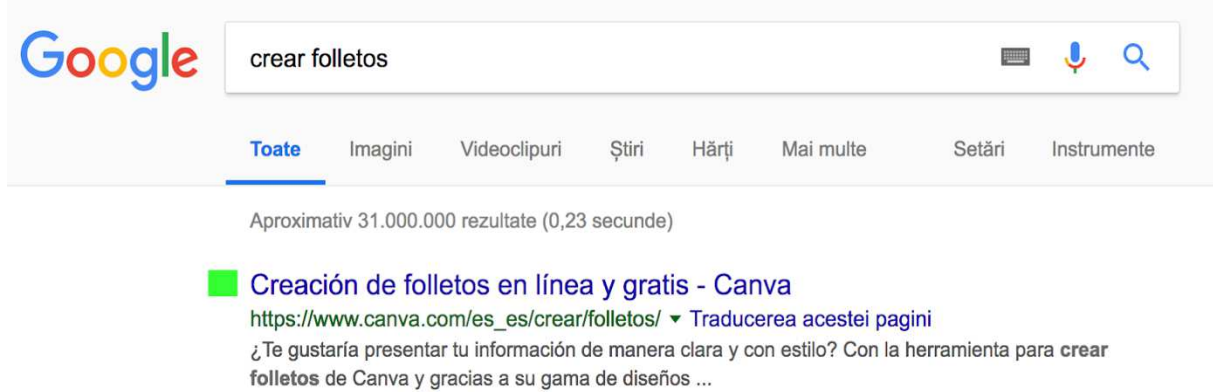 Google
crear folletos
Toate Imagini Videoclipuri Știri Hărți Mai multe Setări Instrumente
Aproximativ 31.000.000 rezultate (0,23 secunde)
Creación de folletos en línea y gratis - Canva
https://www.canva.com/es_es/crear/folletos/ ▼ Traducerea acestei pagini
¿Te gustaría presentar tu información de manera clara y con estilo? Con la herramienta para crear
folletos de Canva y gracias a su gama de diseños ...